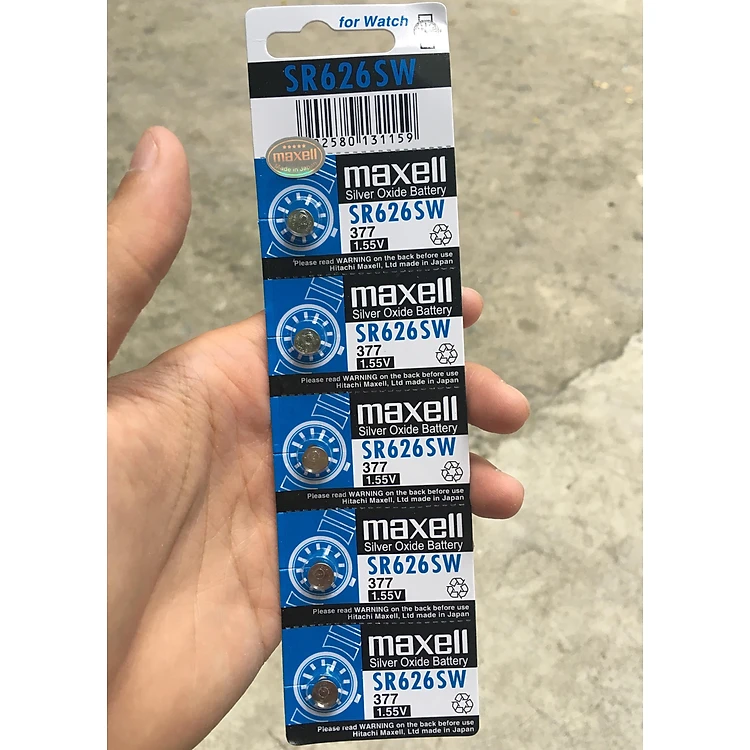 for Watch
maxell
SR626SW
2580 131159
maxell
made in Japan
maxell
Silver Oxide Battery
SR626SW
377
1.55V
Please read WARNING on the back before use
Hitachi Maxell, Ltd made in Japan
maxell
Silver Oxide Battery
SR626SW
377
1.55V
Please read WARNING on the back before use
Hitachi Maxell, Ltd made in Japan
maxell
Silver Oxide Battery
SR626SW
377
1.55V
Please read WARNING on the back before use
Hitachi Maxell, Ltd made in Japan
maxell
Silver Oxide Battery
SR626SW
377
1.55V
Please read WARNING on the back before use
Hitachi Maxell, Ltd made in Japan
maxell
Silver Oxide Battery
SR626SW
377
1.55V
Please read WARNING on the back before use
Hitachi Maxell, Ltd made in Japan